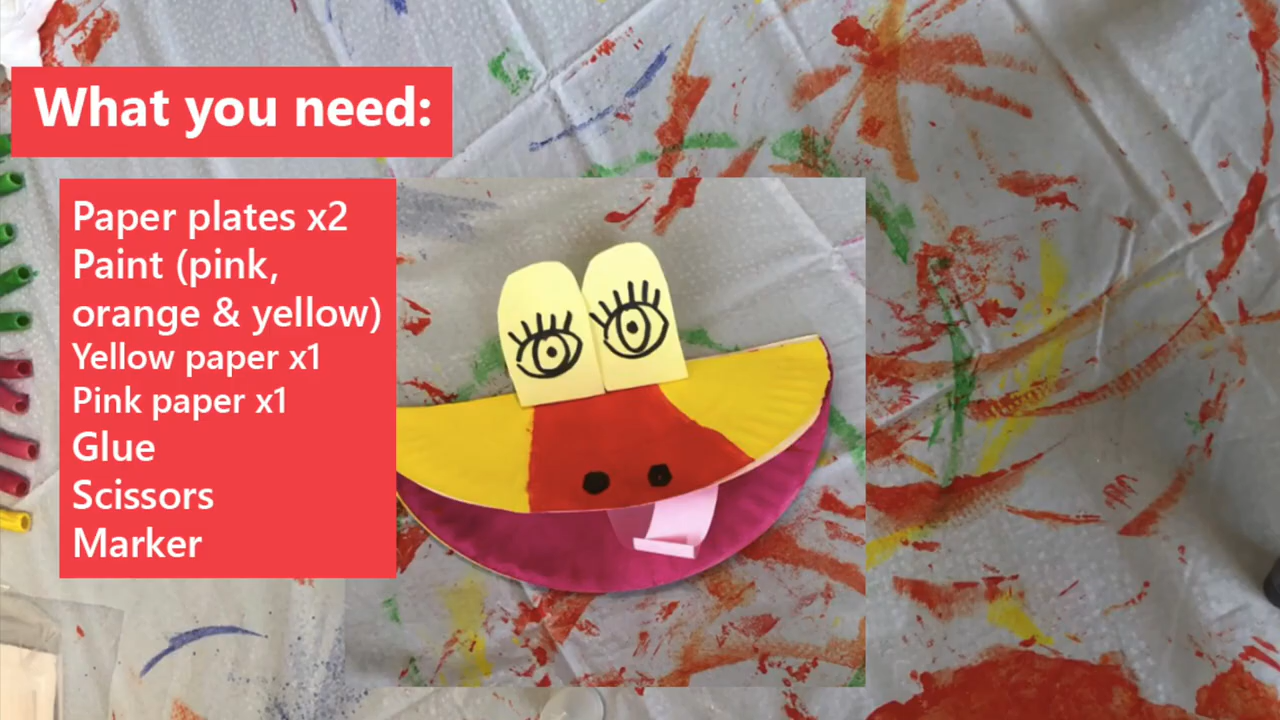 What you need:
Paper plates x2
Paint (pink,
orange & yellow)
Yellow paper x1
Pink paper x1
Glue
Scissors
Marker